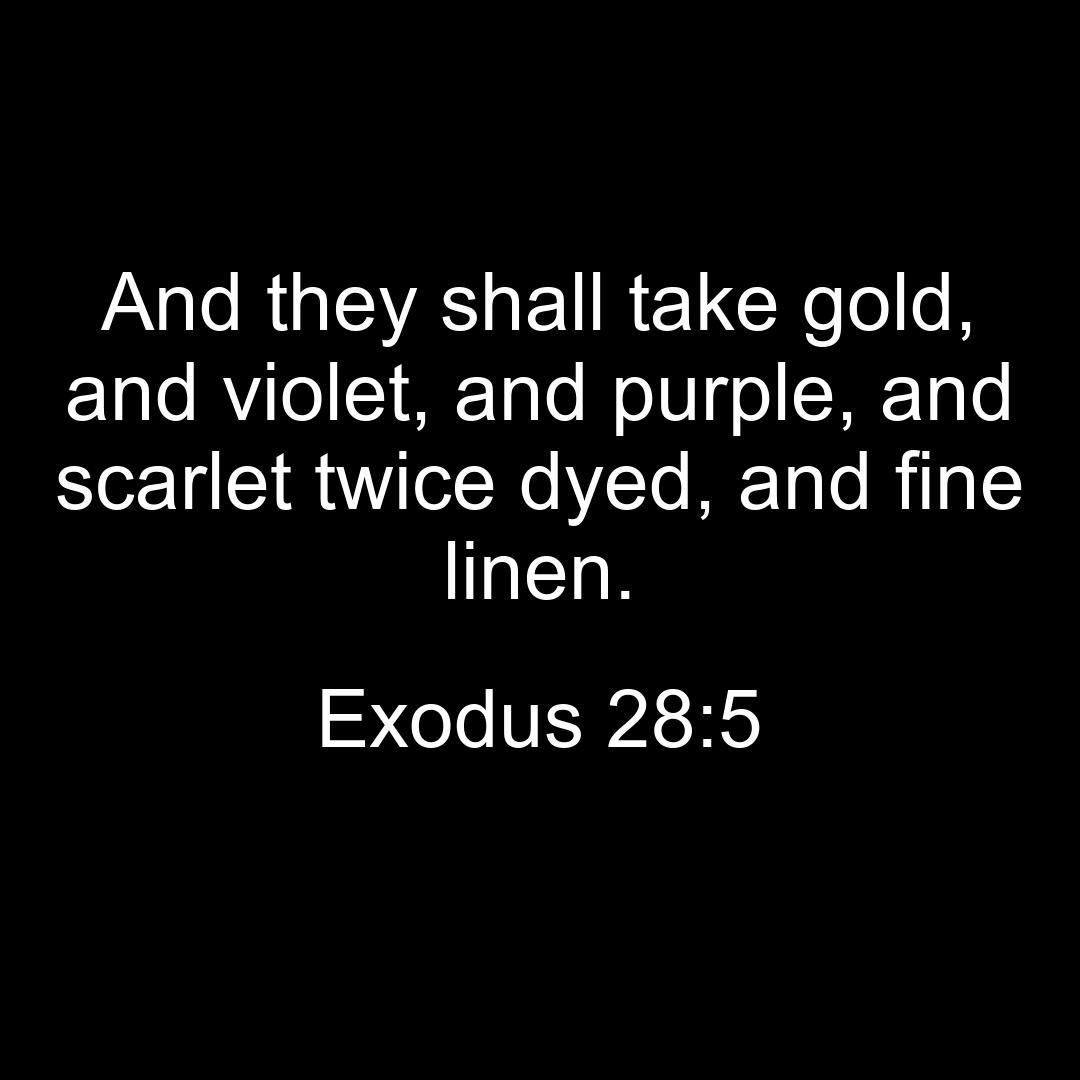 And they shall take gold,
and violet, and purple, and
scarlet twice dyed, and fine
linen.
Exodus 28:5